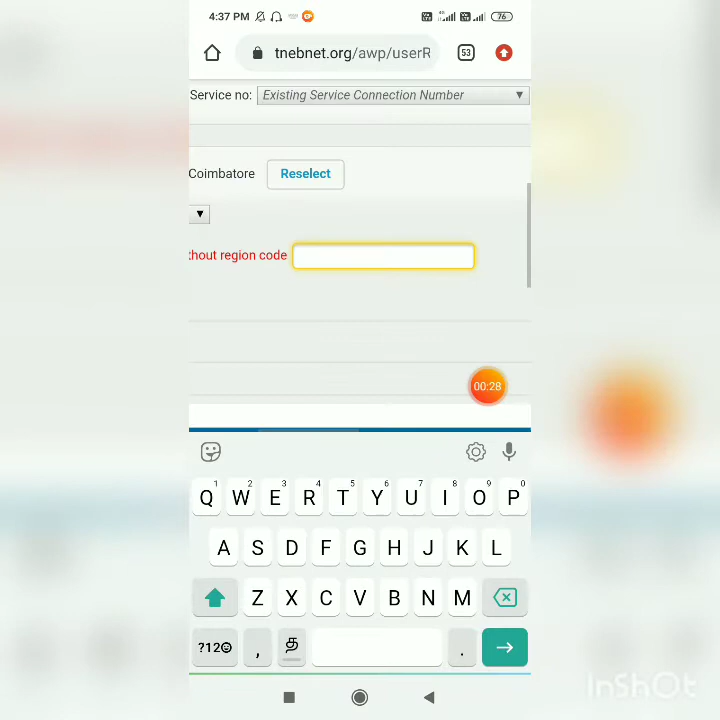 4:37 PM 4G 76
tnebnet.org/awp/userR 53
Service no: Existing Service Connection Number
Coimbatore Reselect
thout region code
00:28
1 2 3 4 5 6 7 8 9 0
Q W E R T Y U I O P
A S D F G H J K L
Z X C V B N M
?12 , த .
InShOt